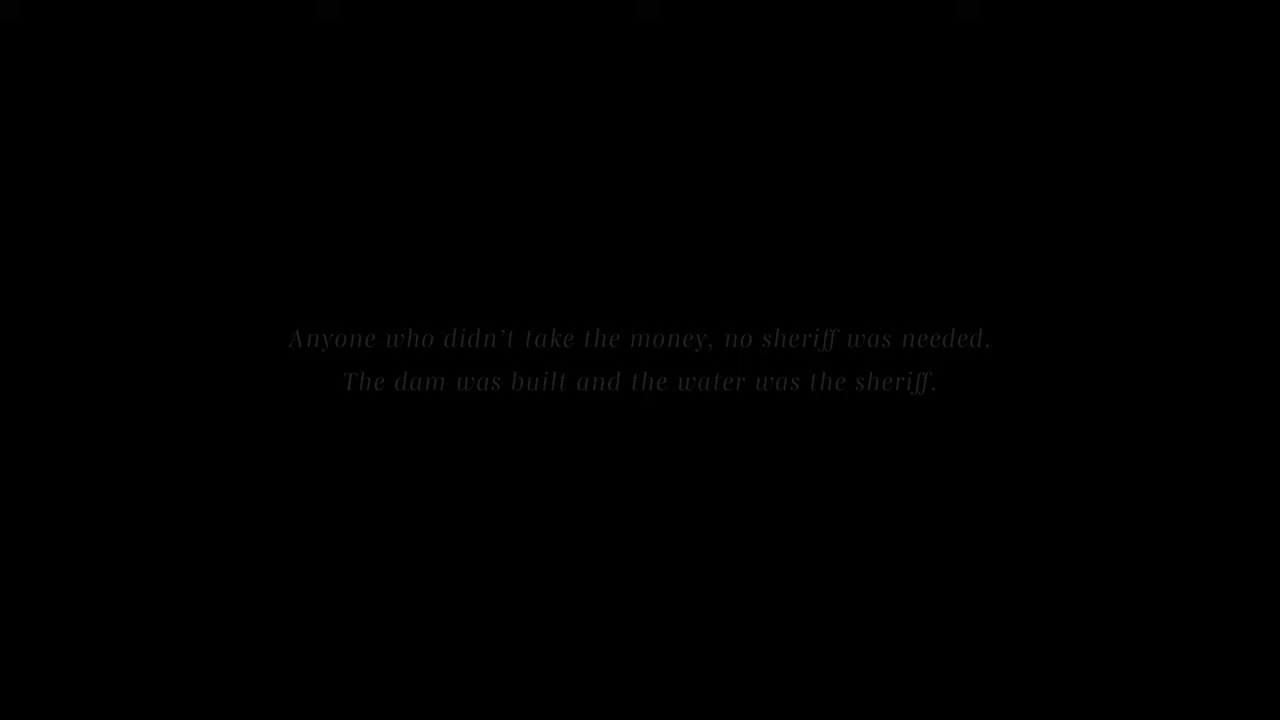 Anyone who didn’t take the money, no sheriff was needed.
The dam was built and the water was the sheriff.